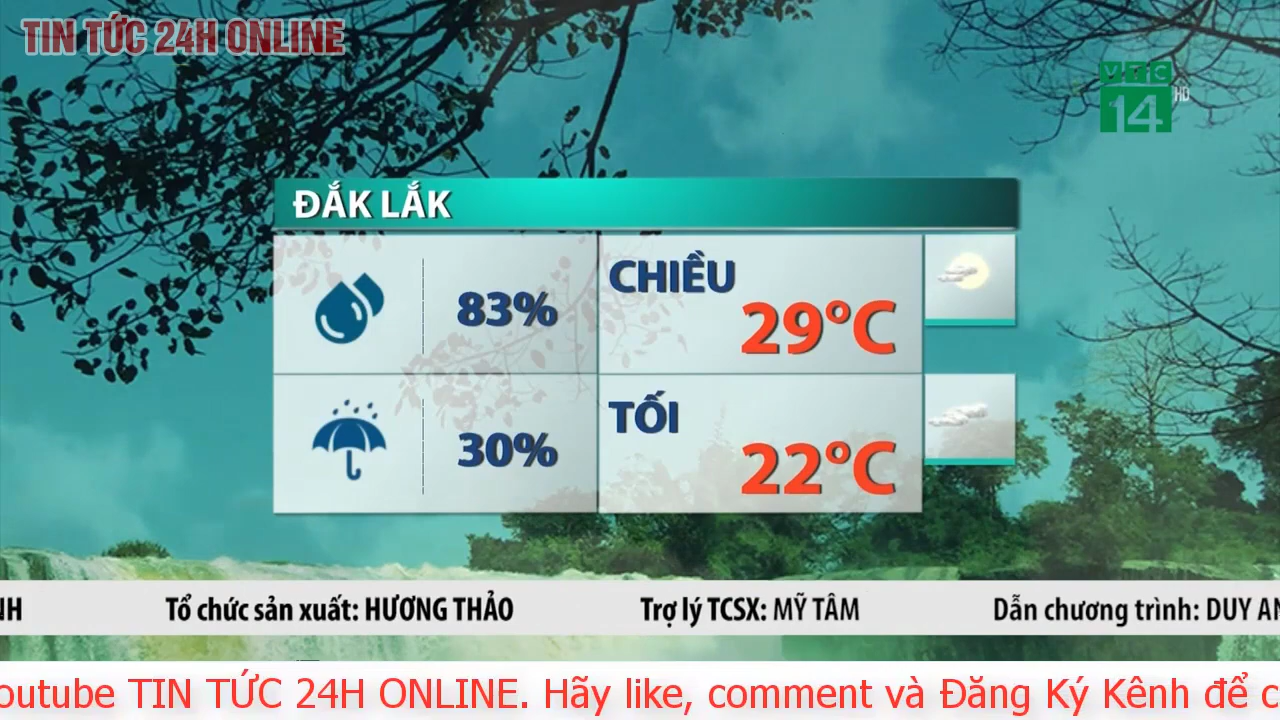 TIN TỨC 24H ONLINE
VTC
14
HD
ĐẮK LẮK
83%
CHIỀU
29°C
30%
TỐI
22°C
Tổ chức sản xuất: HƯƠNG THẢO
Trợ lý TCSX: MỸ TÂM
Dẫn chương trình: DUY
outube TIN TỨC 24H ONLINE. Hãy like, comment và Đăng Ký Kênh để